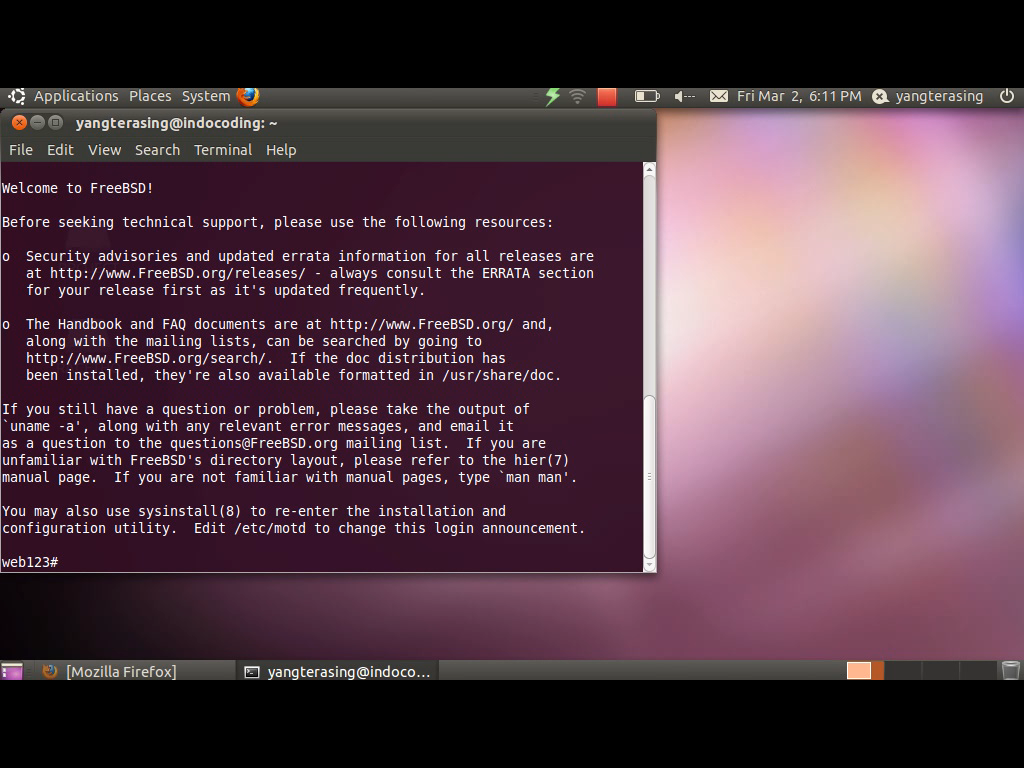 Applications Places System Fri Mar 2, 6:11 PM yangterasing
yangterasing@indocoding: ~
File Edit View Search Terminal Help
Welcome to FreeBSD!
Before seeking technical support, please use the following resources:
o  Security advisories and updated errata information for all releases are
   at http://www.FreeBSD.org/releases/ - always consult the ERRATA section
   for your release first as it's updated frequently.
o  The Handbook and FAQ documents are at http://www.FreeBSD.org/ and,
   along with the mailing lists, can be searched by going to
   http://www.FreeBSD.org/search/.  If the doc distribution has
   been installed, they're also available formatted in /usr/share/doc.
If you still have a question or problem, please take the output of
`uname -a', along with any relevant error messages, and email it
as a question to the questions@FreeBSD.org mailing list.  If you are
unfamiliar with FreeBSD's directory layout, please refer to the hier(7)
manual page.  If you are not familiar with manual pages, type `man man'.
You may also use sysinstall(8) to re-enter the installation and
configuration utility.  Edit /etc/motd to change this login announcement.
web123#
[Mozilla Firefox] yangterasing@indoco...